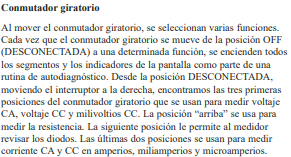 Conmutador giratorio
Al mover el conmutador giratorio, se seleccionan varias funciones.
Cada vez que el conmutador giratorio se mueve de la posición OFF
(DESCONECTADA) a una determinada función, se encienden todos
los segmentos y los indicadores de la pantalla como parte de una
rutina de autodiagnóstico. Desde la posición DESCONECTADA,
moviendo el interruptor a la derecha, encontramos las tres primeras
posiciones del conmutador giratorio que se usan para medir voltaje
CA, voltaje CC y milivoltios CC. La posición “arriba” se usa para
medir la resistencia. La siguiente posición le permite al medidor
revisar los diodos. Las últimas dos posiciones se usan para medir
corriente CA y CC en amperios, miliamperios y microamperios.